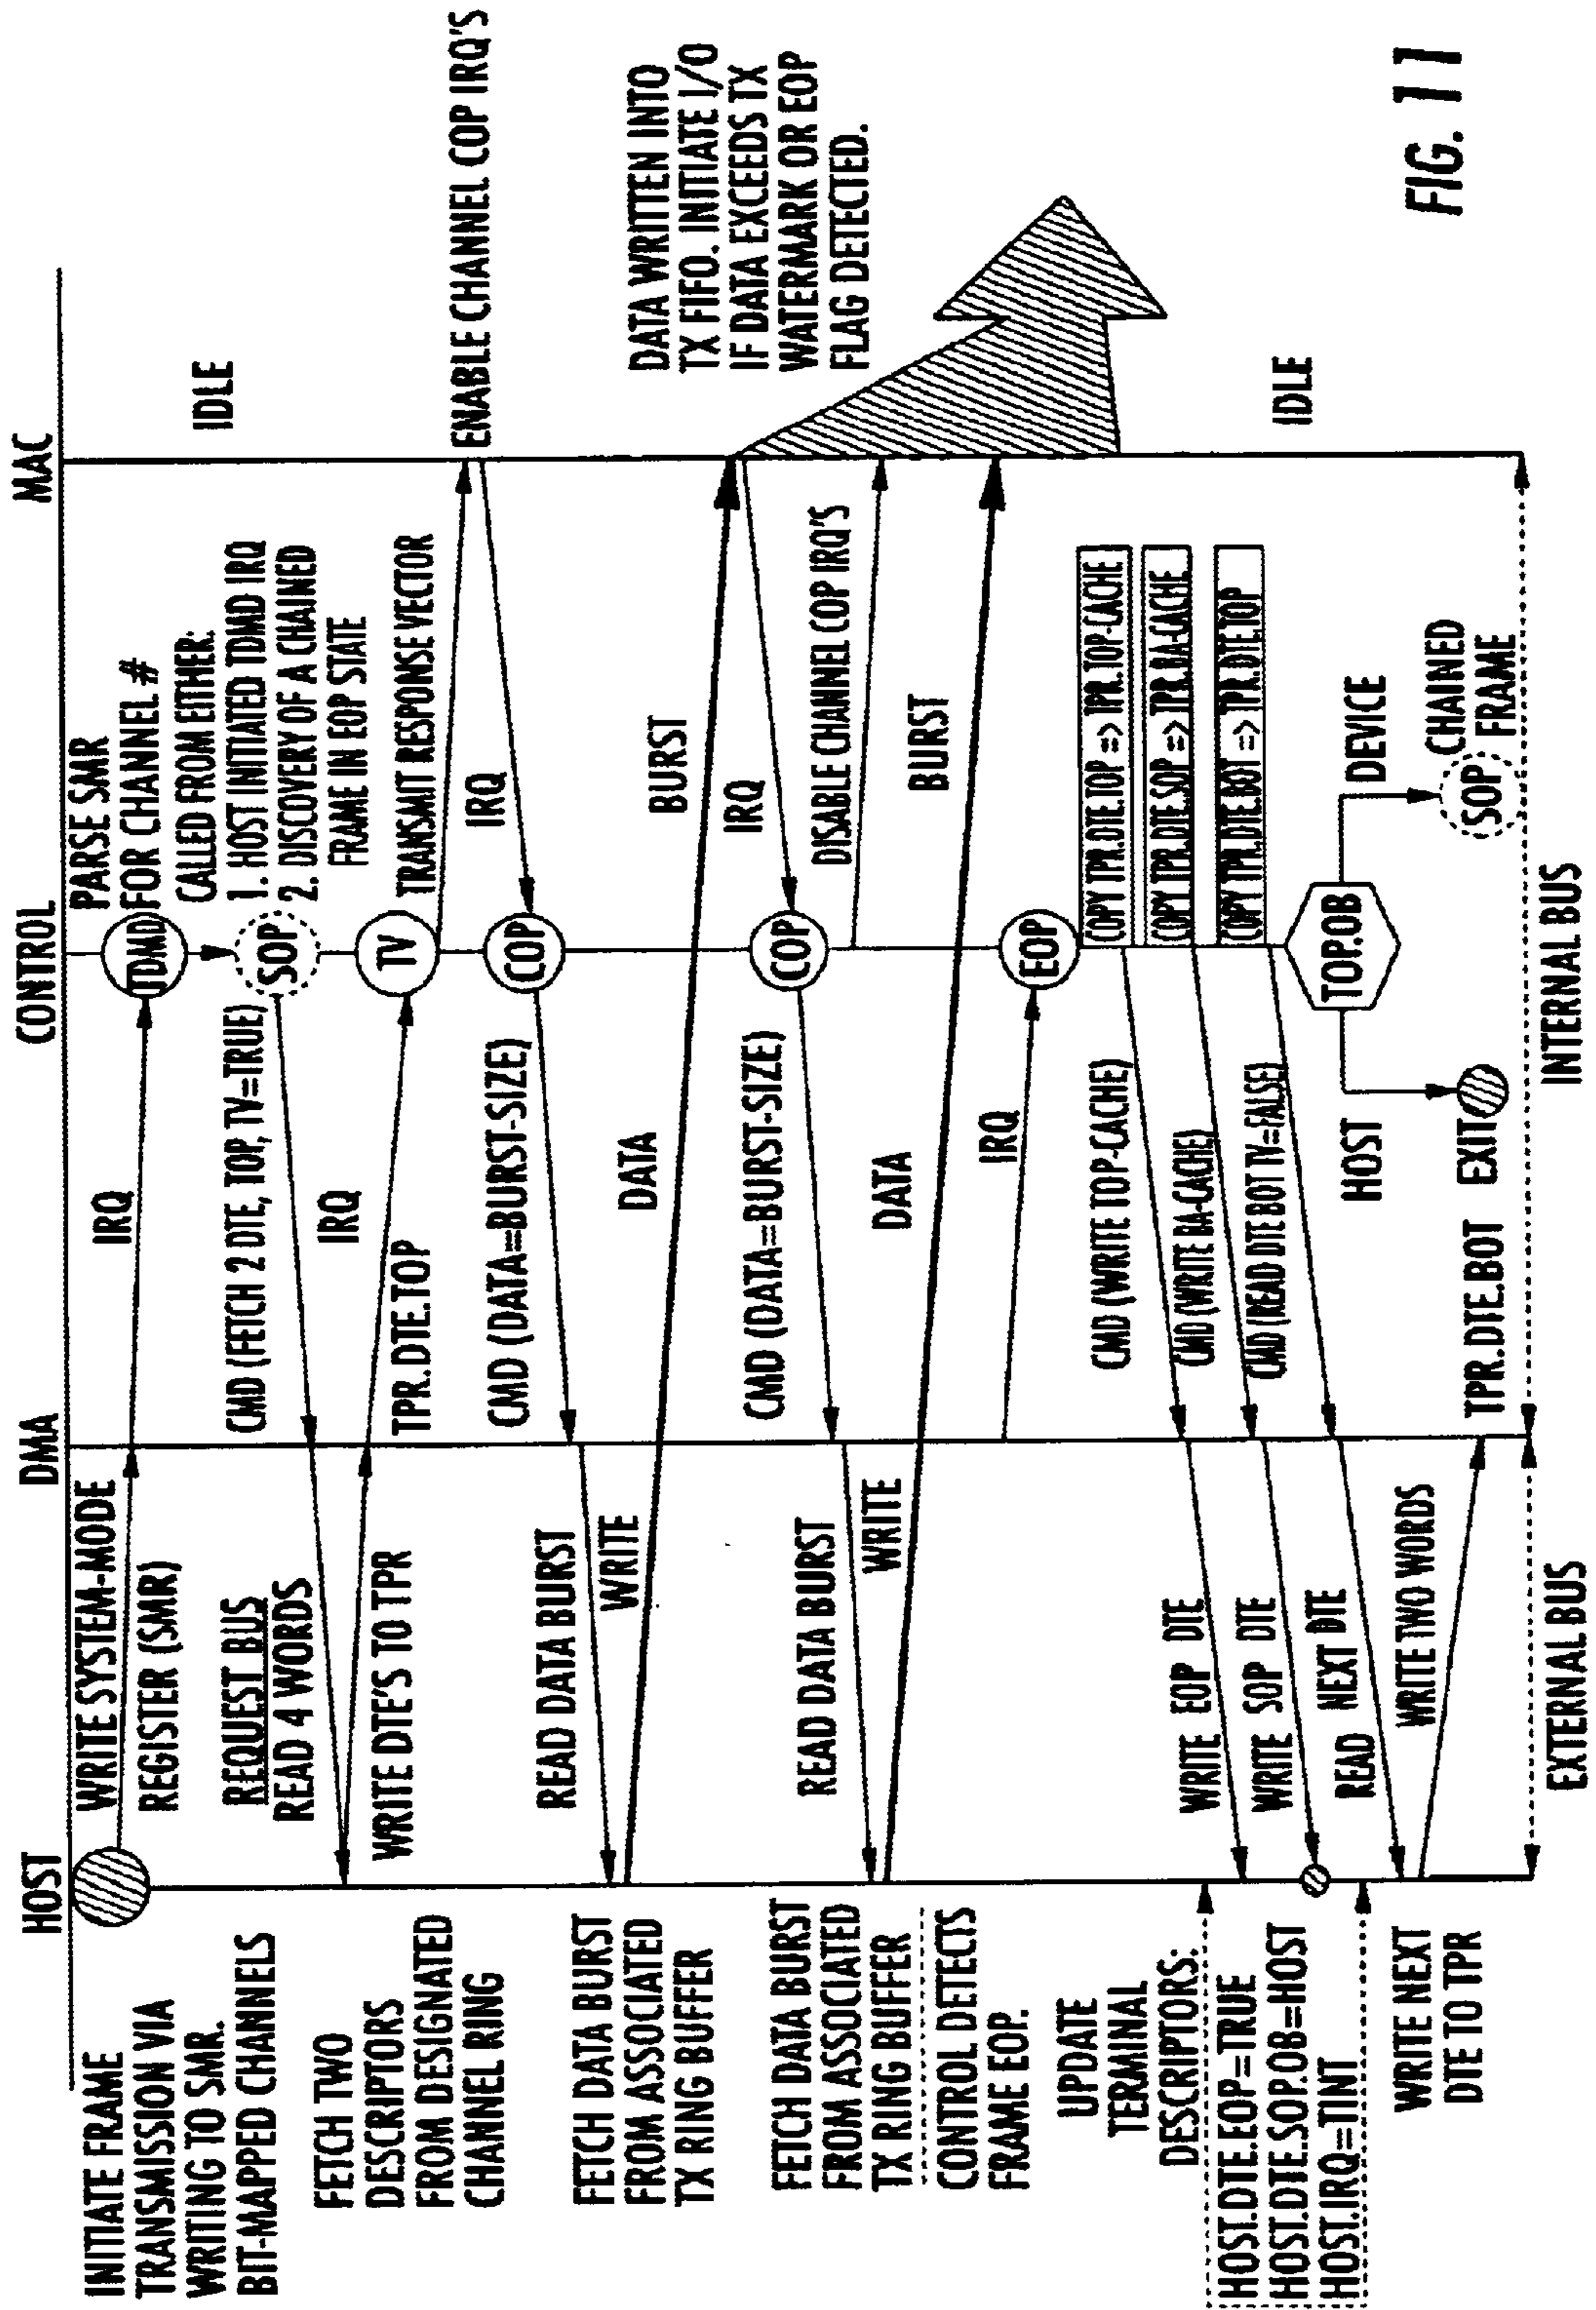 HOST
DMA
CONTROL
MAC
INITIATE FRAME
TRANSMISSION VIA
WRITING TO SMR.
BIT-MAPPED CHANNELS
WRITE SYSTEM-MODE
REGISTER (SMR)
IRQ
TDMD
PARSE SMR
FOR CHANNEL #
CALLED FROM EITHER:
1. HOST INITIATED TDMD IRQ
2. DISCOVERY OF A CHAINED
FRAME IN EOP STATE
IDLE
FETCH TWO
DESCRIPTORS
FROM DESIGNATED
CHANNEL RING
REQUEST BUS
READ 4 WORDS
CMD (FETCH 2 DTE, TOP, TV=TRUE)
SOP
WRITE DTE'S TO TPR
IRQ
TPR.DTE.TOP
TV
TRANSMIT RESPONSE VECTOR
ENABLE CHANNEL COP IRQ'S
IRQ
COP
CMD (DATA=BURST-SIZE)
FETCH DATA BURST
FROM ASSOCIATED
TX RING BUFFER
READ DATA BURST
WRITE
DATA
BURST
DATA WRITTEN INTO
TX FIFO. INITIATE I/O
IF DATA EXCEEDS TX
WATERMARK OR EOP
FLAG DETECTED.
IRQ
COP
CMD (DATA=BURST-SIZE)
DISABLE CHANNEL COP IRQ'S
FETCH DATA BURST
FROM ASSOCIATED
TX RING BUFFER
READ DATA BURST
WRITE
DATA
BURST
CONTROL DETECTS
FRAME EOP.
IRQ
EOP
IDLE
UPDATE
TERMINAL
DESCRIPTORS:
HOST.DTE.EOP=TRUE
HOST.DTE.SOP.OB=HOST
HOST.IRQ=TINT
WRITE EOP DTE
WRITE SOP DTE
READ NEXT DTE
CMD (WRITE TOP-CACHE)
CMD (WRITE BA-CACHE)
CMD (READ DTE BOT TV=FALSE)
COPY TPR.DTE.TOP => TPR.TOP-CACHE
COPY TPR.DTE.SOP => TPR.BA-CACHE
COPY TPR.DTE.BOT => TPR.DTE.TOP
TOP.OB
HOST
DEVICE
EXIT
SOP
CHAINED
FRAME
WRITE NEXT
DTE TO TPR
WRITE TWO WORDS
TPR.DTE.BOT
EXTERNAL BUS
INTERNAL BUS
FIG. 11